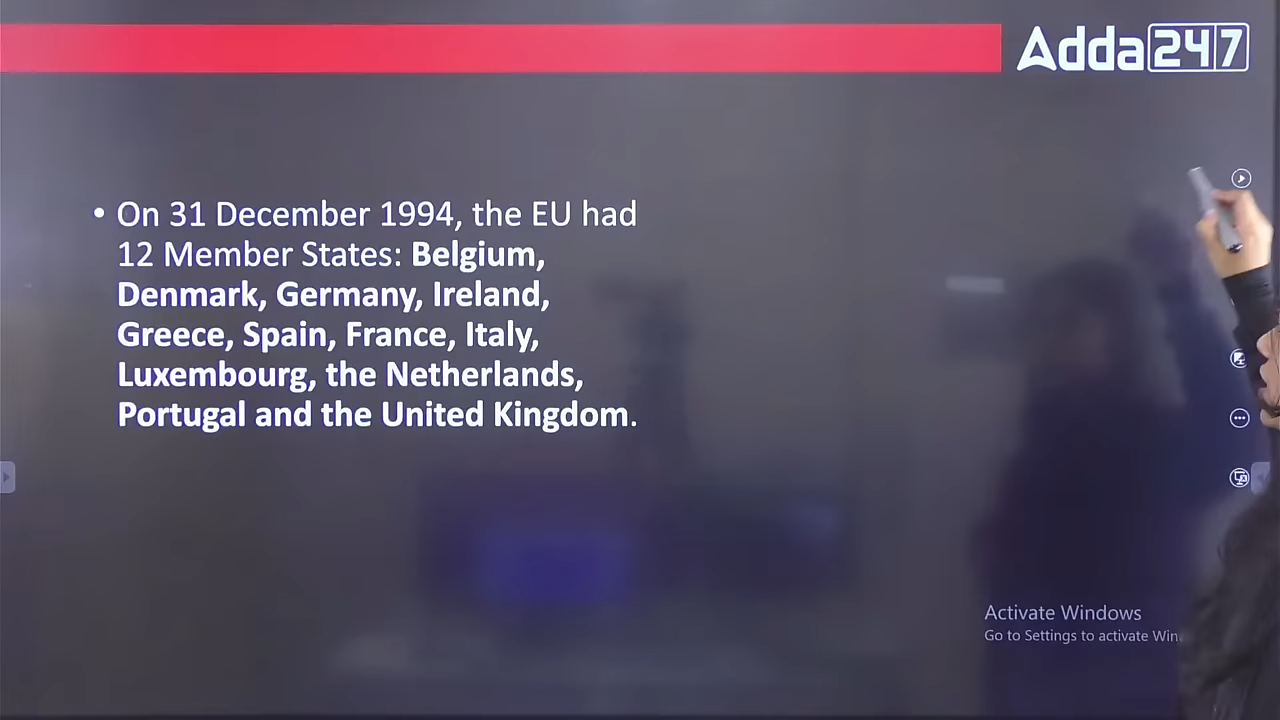 Adda247
• On 31 December 1994, the EU had
12 Member States: Belgium,
Denmark, Germany, Ireland,
Greece, Spain, France, Italy,
Luxembourg, the Netherlands,
Portugal and the United Kingdom.
Activate Windows
Go to Settings to activate